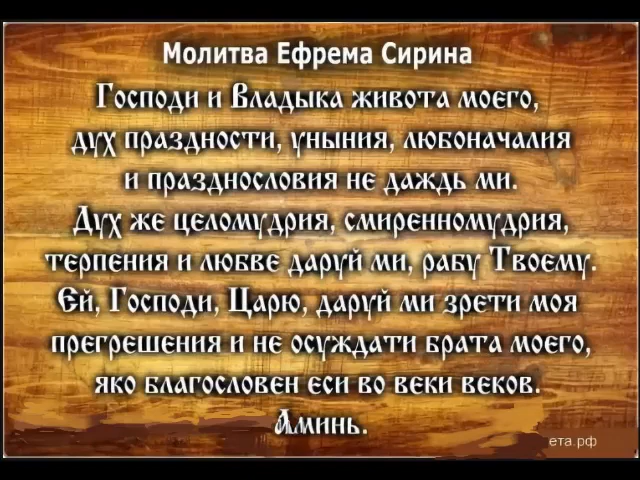 Молитва Ефрема Сирина
Господи и Владыка живота моего,
дух праздности, уныния, любоначалия
и празднословия не даждь ми.
Дух же целомудрия, смиренномудрия,
терпения и любве даруй ми, рабу Твоему.
Ей, Господи, Царю, даруй ми зрети моя
прегрешения и не осуждати брата моего,
яко благословен еси во веки веков.
Аминь.
ета.рф